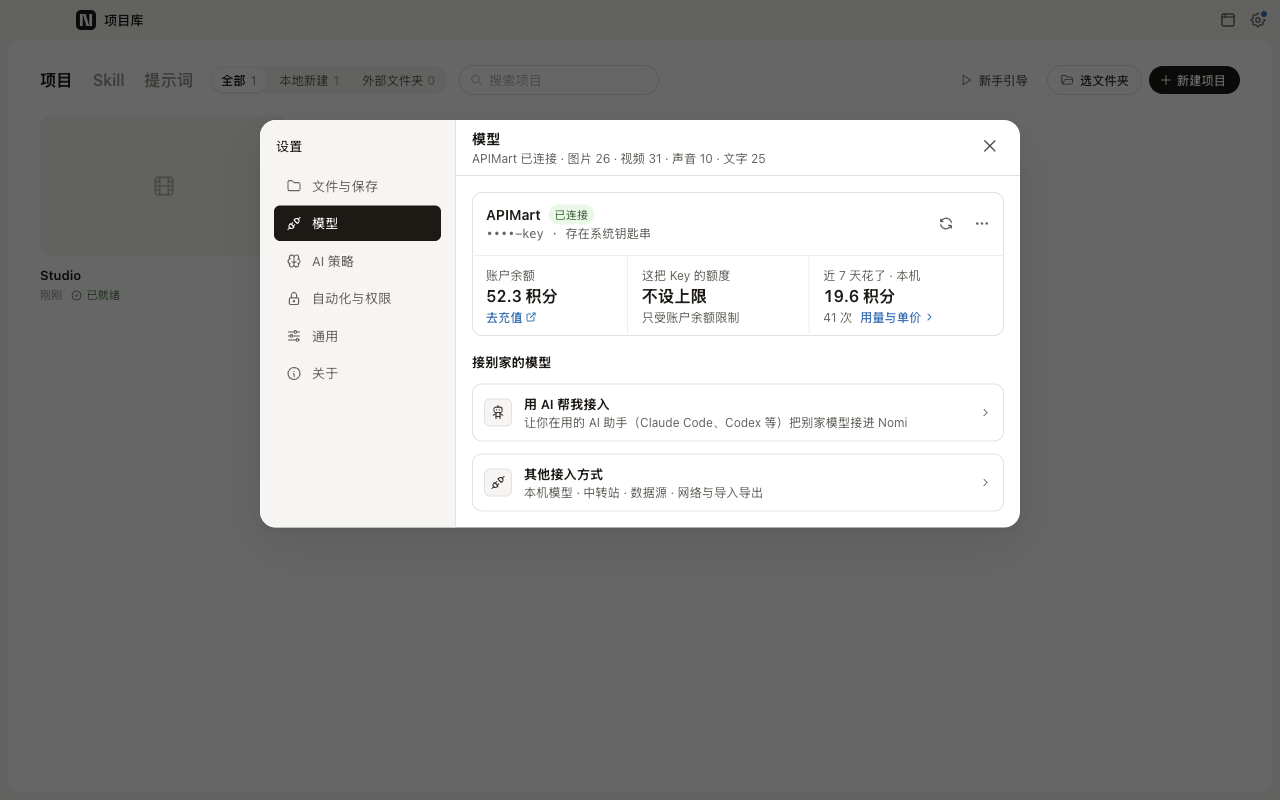 项目库
项目 Skill 提示词 全部 1 本地新建 1 外部文件夹 0 搜索项目 新手引导 选文件夹 新建项目
Studio
刚刚 已就绪
设置
文件与保存
模型
AI 策略
自动化与权限
通用
关于
模型
APIMart 已连接 · 图片 26 · 视频 31 · 声音 10 · 文字 25
APIMart 已连接
••••—key · 存在系统钥匙串
账户余额
52.3 积分
去充值
这把 Key 的额度
不设上限
只受账户余额限制
近 7 天花了 · 本机
19.6 积分
41 次 用量与单价
接别家的模型
用 AI 帮我接入
让你在用的 AI 助手（Claude Code、Codex 等）把别家模型接进 Nomi
其他接入方式
本机模型 · 中转站 · 数据源 · 网络与导入导出